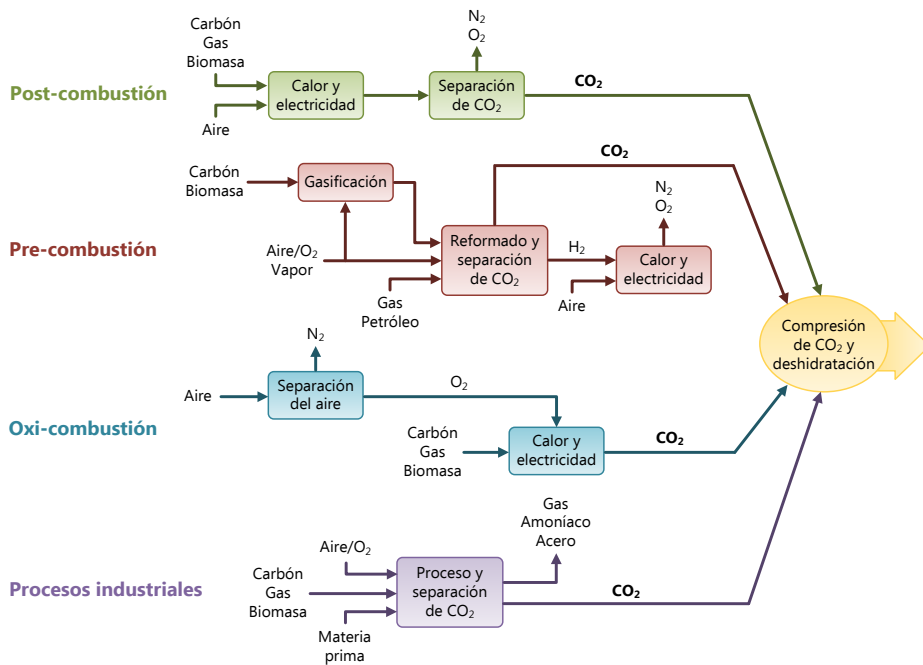 Post-combustión
Carbón
Gas
Biomasa
Aire
Calor y
electricidad
Separación
de CO₂
N₂
O₂
CO₂
Pre-combustión
Carbón
Biomasa
Gasificación
Aire/O₂
Vapor
Gas
Petróleo
Reformado y
separación
de CO₂
CO₂
H₂
Aire
Calor y
electricidad
N₂
O₂
Compresión
de CO₂ y
deshidratación
Oxi-combustión
Aire
N₂
Separación
del aire
O₂
Carbón
Gas
Biomasa
Calor y
electricidad
CO₂
Procesos industriales
Aire/O₂
Carbón
Gas
Biomasa
Materia
prima
Proceso y
separación
de CO₂
Gas
Amoníaco
Acero
CO₂